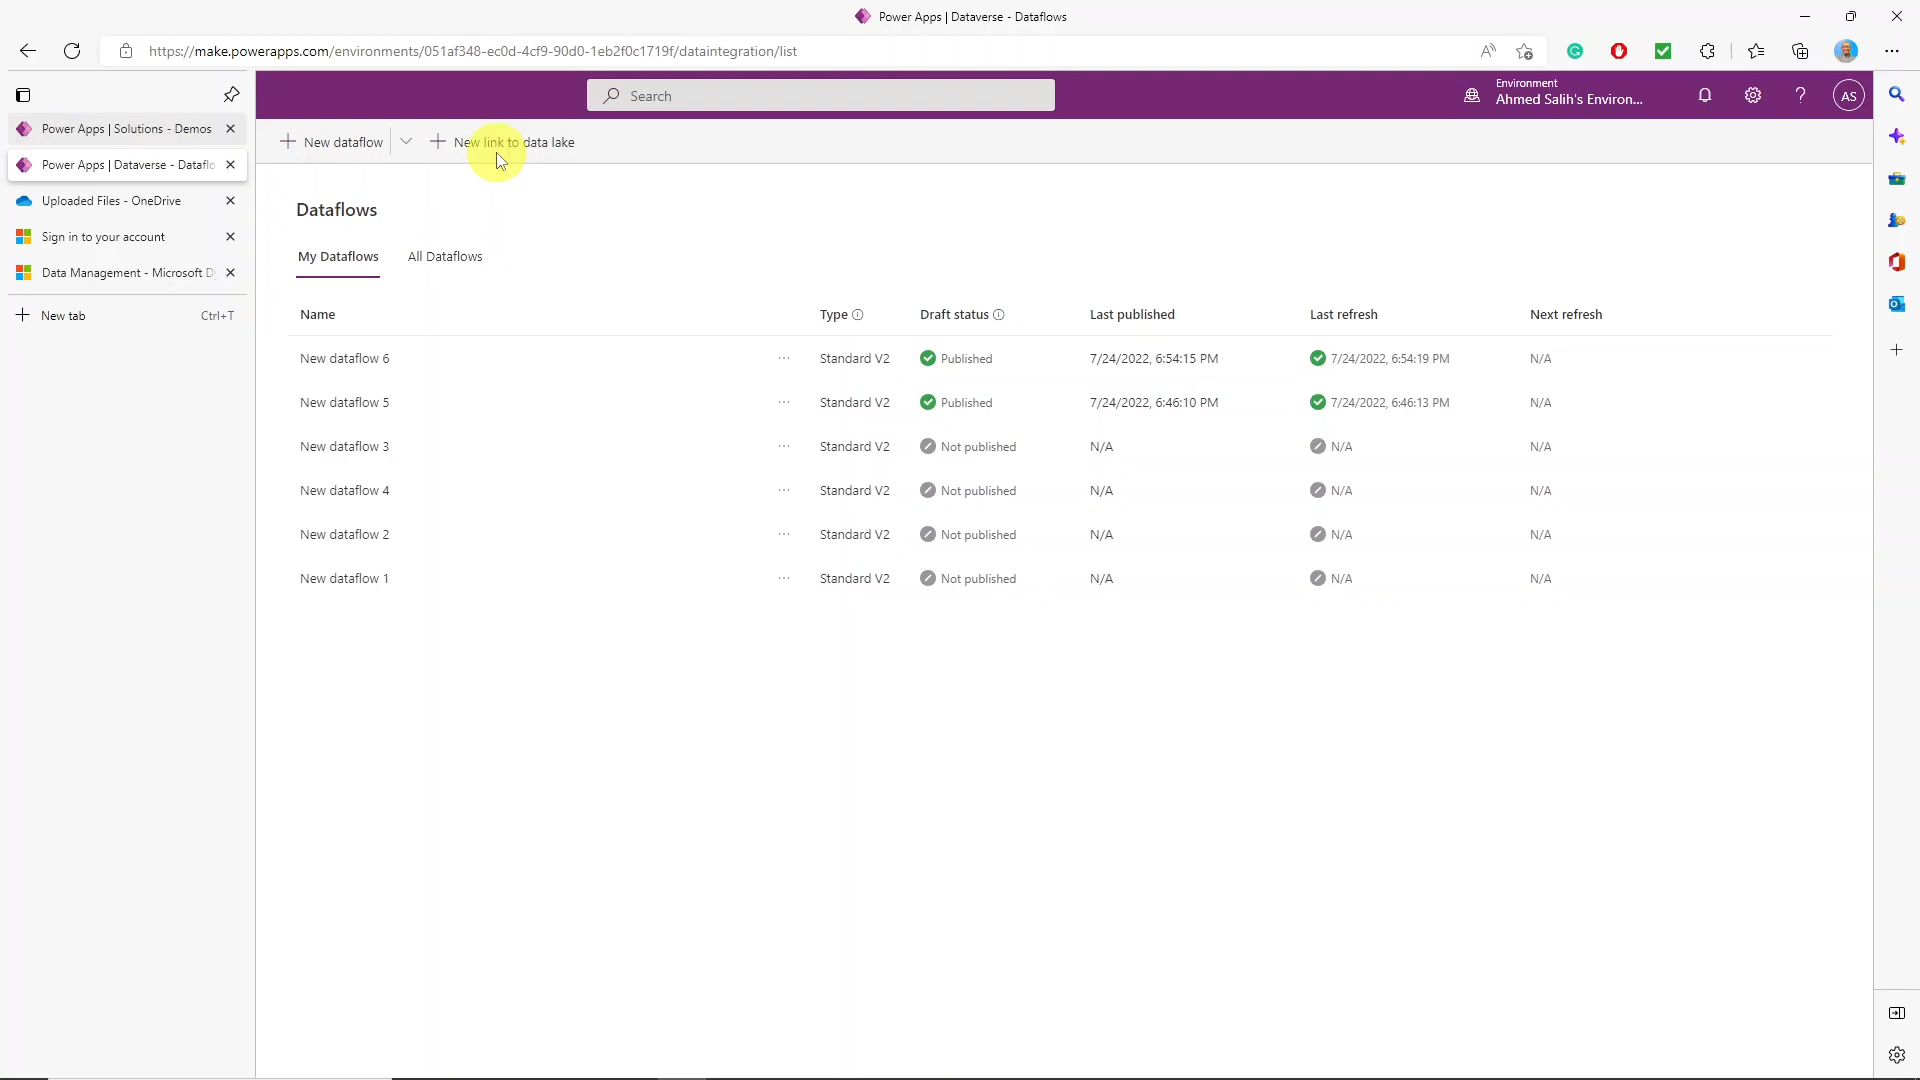 Power Apps | Dataverse - Dataflows
https://make.powerapps.com/environments/051af348-ec0d-4cf9-90d0-1eb2f0c1719f/dataintegration/list
Search
Environment
Ahmed Salih's Environ...
AS
Power Apps | Solutions - Demos
Power Apps | Dataverse - Dataflo
Uploaded Files - OneDrive
Sign in to your account
Data Management - Microsoft D
New tab Ctrl+T
New dataflow
New link to data lake
Dataflows
My Dataflows All Dataflows
Name Type Draft status Last published Last refresh Next refresh
New dataflow 6 ... Standard V2 Published 7/24/2022, 6:54:15 PM 7/24/2022, 6:54:19 PM N/A
New dataflow 5 ... Standard V2 Published 7/24/2022, 6:46:10 PM 7/24/2022, 6:46:13 PM N/A
New dataflow 3 ... Standard V2 Not published N/A N/A N/A
New dataflow 4 ... Standard V2 Not published N/A N/A N/A
New dataflow 2 ... Standard V2 Not published N/A N/A N/A
New dataflow 1 ... Standard V2 Not published N/A N/A N/A